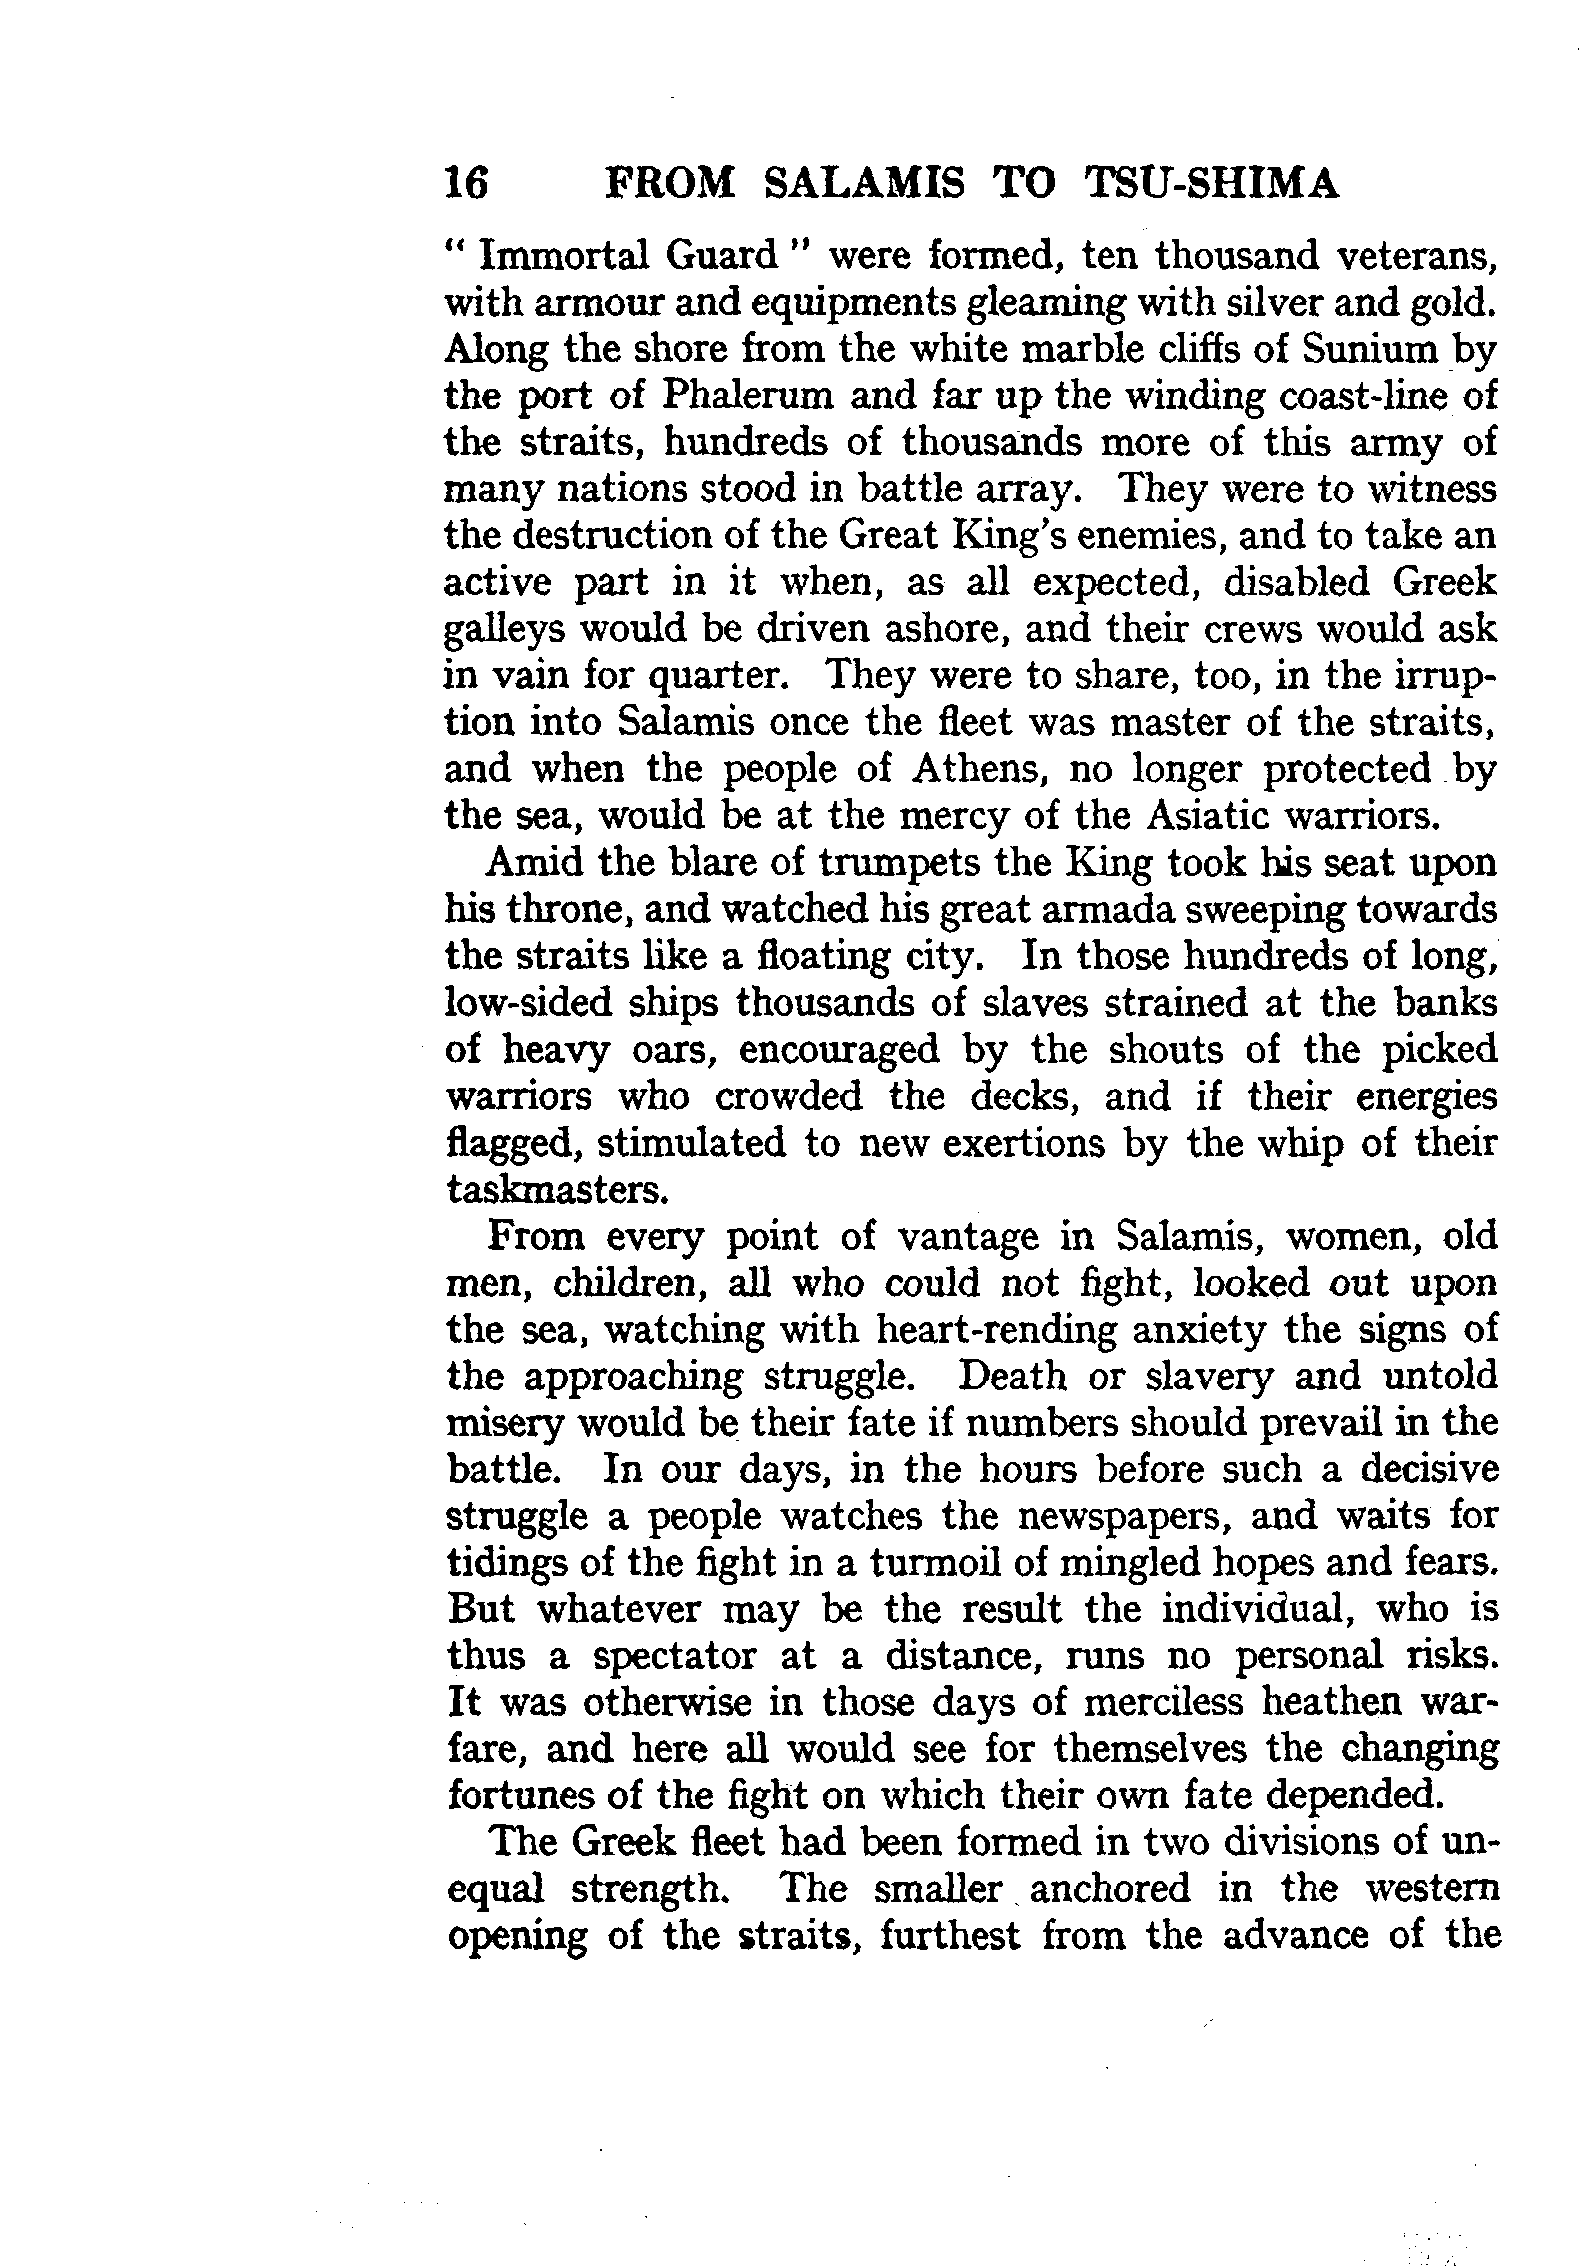 16 FROM SALAMIS TO TSU-SHIMA
" Immortal Guard " were formed, ten thousand veterans,
with armour and equipments gleaming with silver and gold.
Along the shore from the white marble cliffs of Sunium by
the port of Phalerum and far up the winding coast-line of
the straits, hundreds of thousands more of this army of
many nations stood in battle array. They were to witness
the destruction of the Great King's enemies, and to take an
active part in it when, as all expected, disabled Greek
galleys would be driven ashore, and their crews would ask
in vain for quarter. They were to share, too, in the irrup-
tion into Salamis once the fleet was master of the straits,
and when the people of Athens, no longer protected by
the sea, would be at the mercy of the Asiatic warriors.
Amid the blare of trumpets the King took his seat upon
his throne, and watched his great armada sweeping towards
the straits like a floating city. In those hundreds of long,
low-sided ships thousands of slaves strained at the banks
of heavy oars, encouraged by the shouts of the picked
warriors who crowded the decks, and if their energies
flagged, stimulated to new exertions by the whip of their
taskmasters.
From every point of vantage in Salamis, women, old
men, children, all who could not fight, looked out upon
the sea, watching with heart-rending anxiety the signs of
the approaching struggle. Death or slavery and untold
misery would be their fate if numbers should prevail in the
battle. In our days, in the hours before such a decisive
struggle a people watches the newspapers, and waits for
tidings of the fight in a turmoil of mingled hopes and fears.
But whatever may be the result the individual, who is
thus a spectator at a distance, runs no personal risks.
It was otherwise in those days of merciless heathen war-
fare, and here all would see for themselves the changing
fortunes of the fight on which their own fate depended.
The Greek fleet had been formed in two divisions of un-
equal strength. The smaller anchored in the western
opening of the straits, furthest from the advance of the